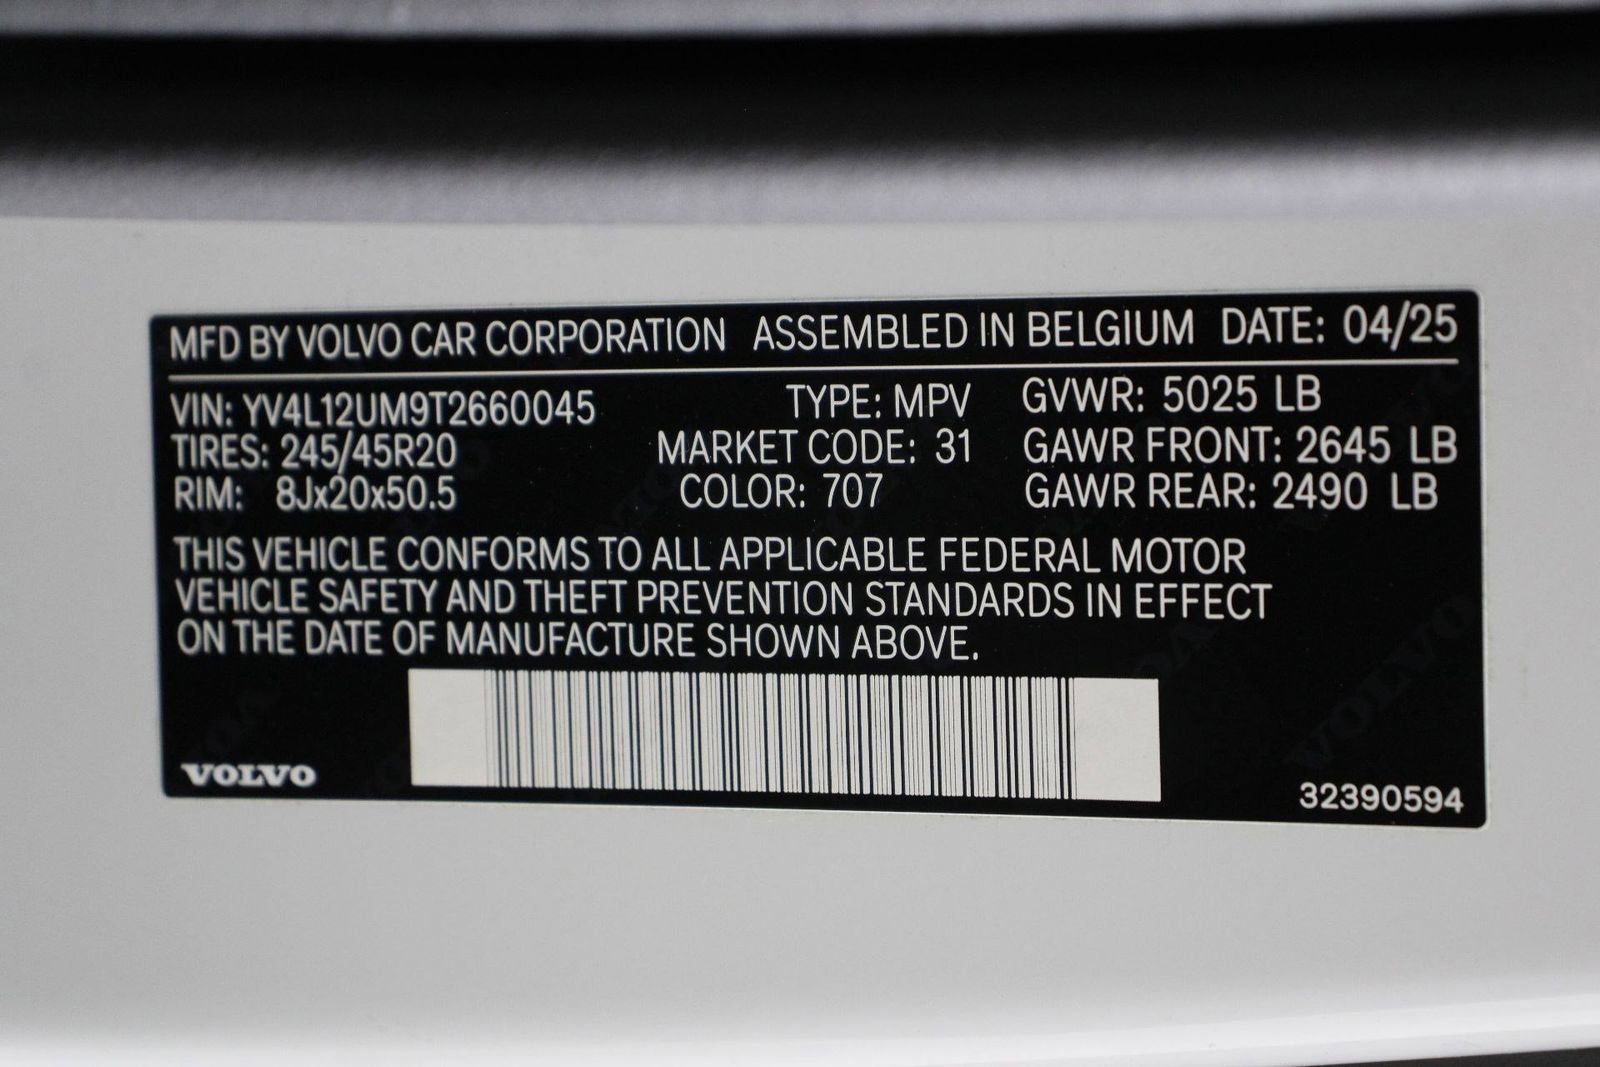 MFD BY VOLVO CAR CORPORATION ASSEMBLED IN BELGIUM DATE: 04/25
VIN: YV4L12UM9T2660045 TYPE: MPV GVWR: 5025 LB
TIRES: 245/45R20 MARKET CODE: 31 GAWR FRONT: 2645 LB
RIM: 8Jx20x50.5 COLOR: 707 GAWR REAR: 2490 LB
THIS VEHICLE CONFORMS TO ALL APPLICABLE FEDERAL MOTOR
VEHICLE SAFETY AND THEFT PREVENTION STANDARDS IN EFFECT
ON THE DATE OF MANUFACTURE SHOWN ABOVE.
VOLVO 32390594